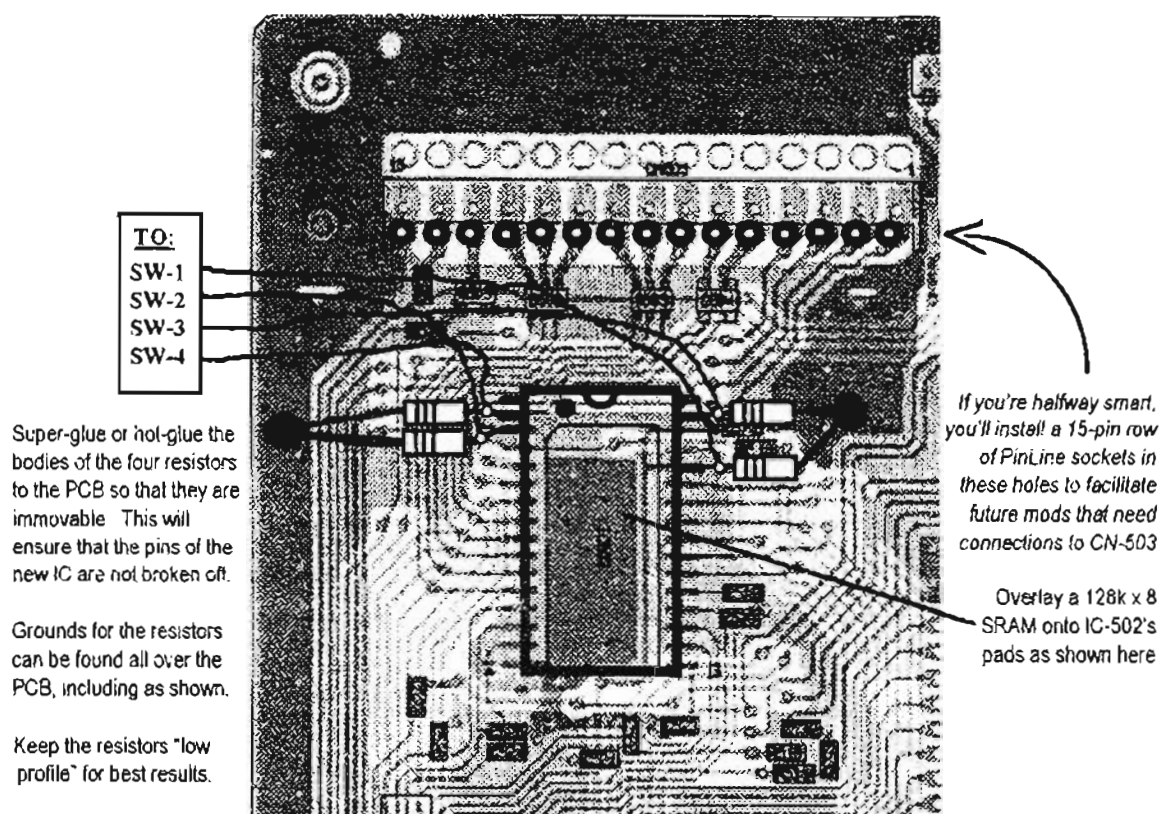 TO:
SW-1
SW-2
SW-3
SW-4
Super-glue or hot-glue the
bodies of the four resistors
to the PCB so that they are
immovable This will
ensure that the pins of the
new IC are not broken off.
Grounds for the resistors
can be found all over the
PCB, including as shown.
Keep the resistors "low
profile" for best results.
15
1
If you're halfway smart,
you'll install a 15-pin row
of PinLine sockets in
these holes to facilitate
future mods that need
connections to CN-503
Overlay a 128k x 8
SRAM onto IC-502's
pads as shown here